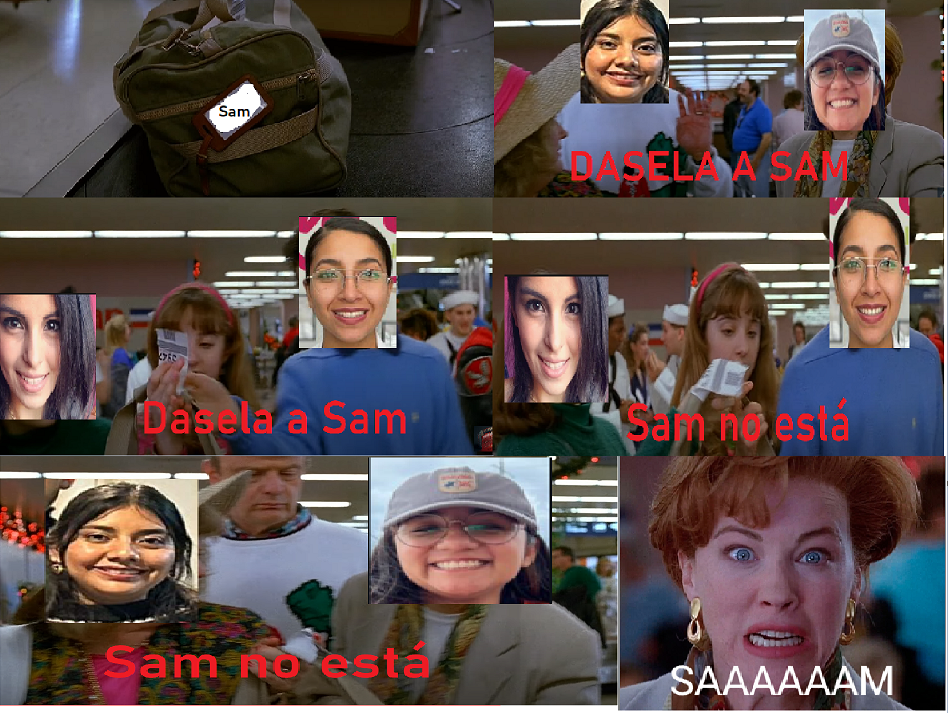 Sam
DASELA A SAM
Dasela a Sam
Sam no está
Sam no está
SAAAAAAM